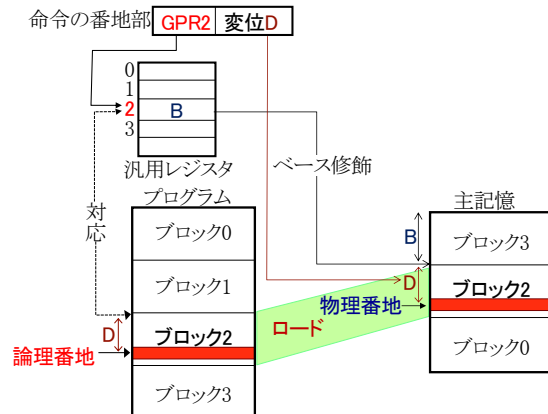 命令の番地部 GPR2 変位D
0
1
2 B
3
汎用レジスタ
ベース修飾
プログラム
主記憶
対応
ブロック0
B
ブロック3
ブロック1
D
ブロック2
物理番地
D
ブロック2
ロード
論理番地
ブロック0
ブロック3